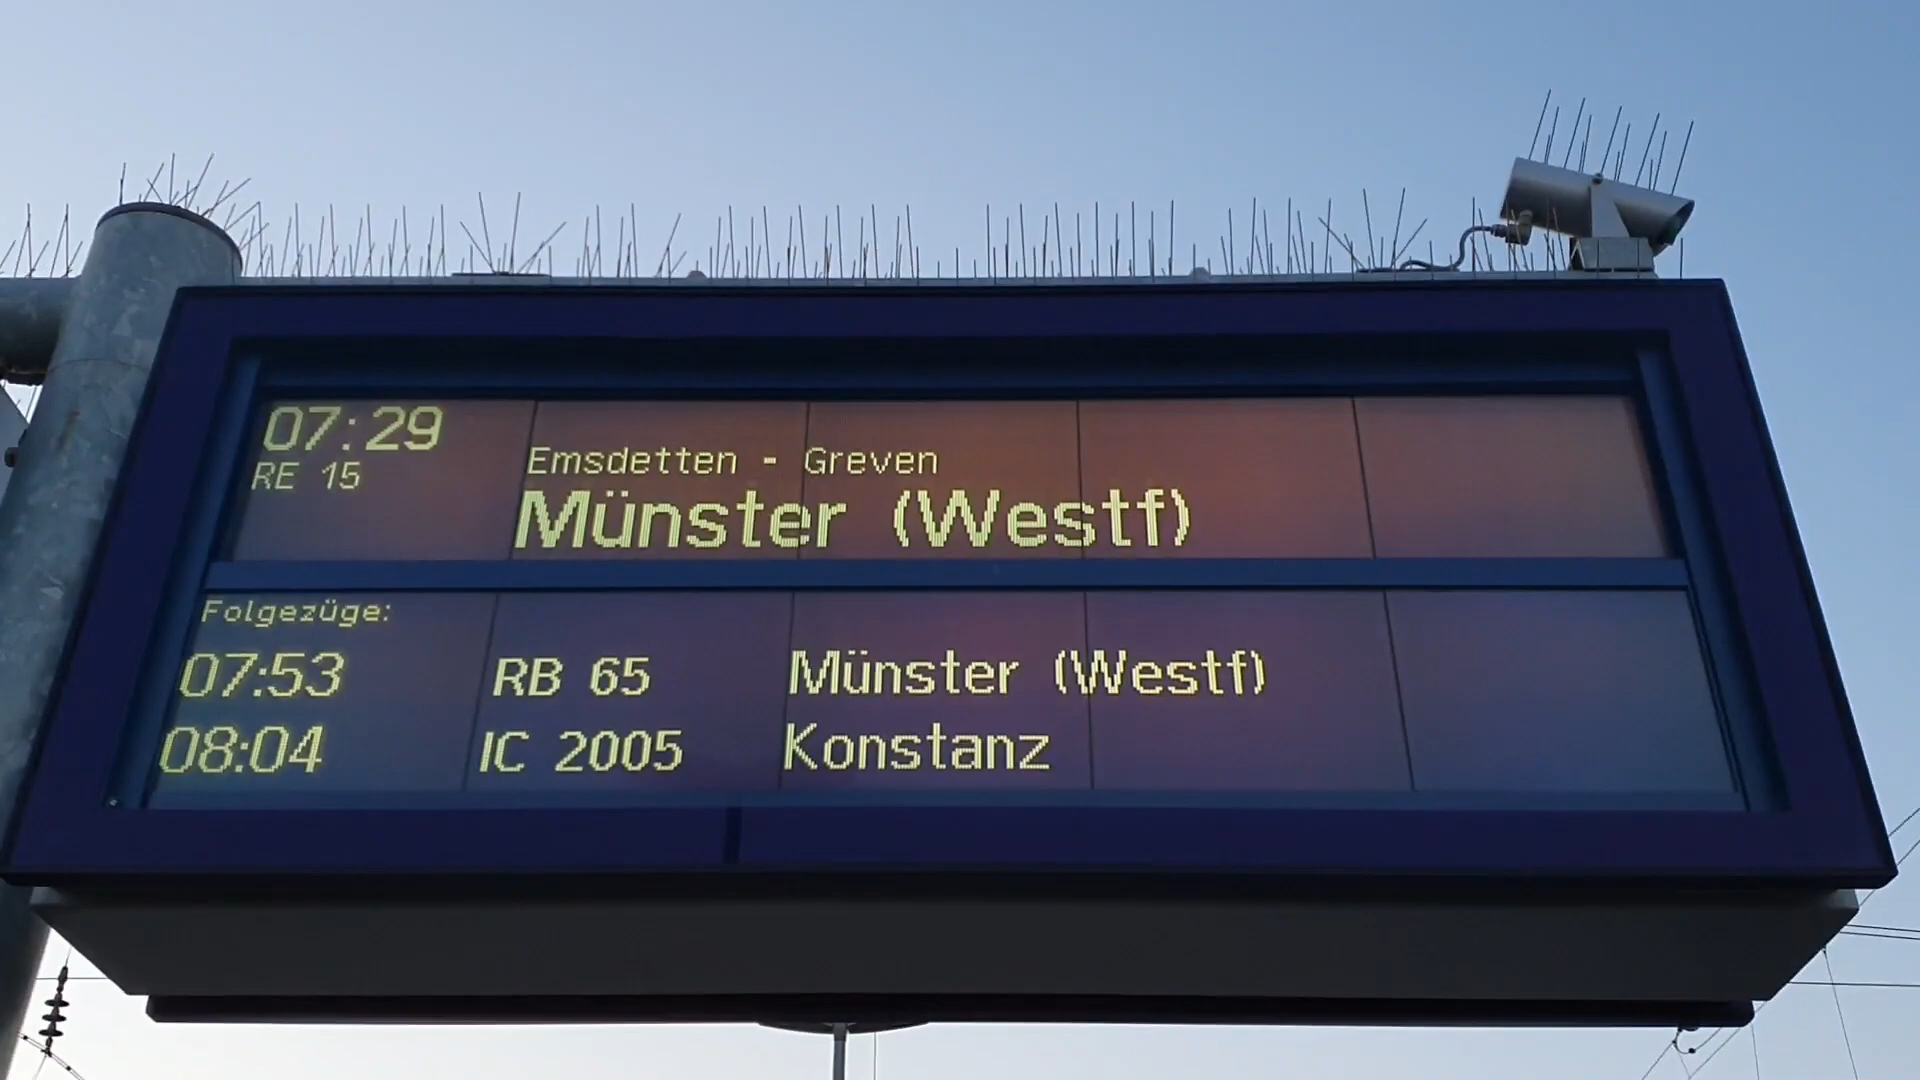 07:29
RE 15
Emsdetten - Greven
Münster (Westf)
Folgezüge:
07:53 RB 65 Münster (Westf)
08:04 IC 2005 Konstanz